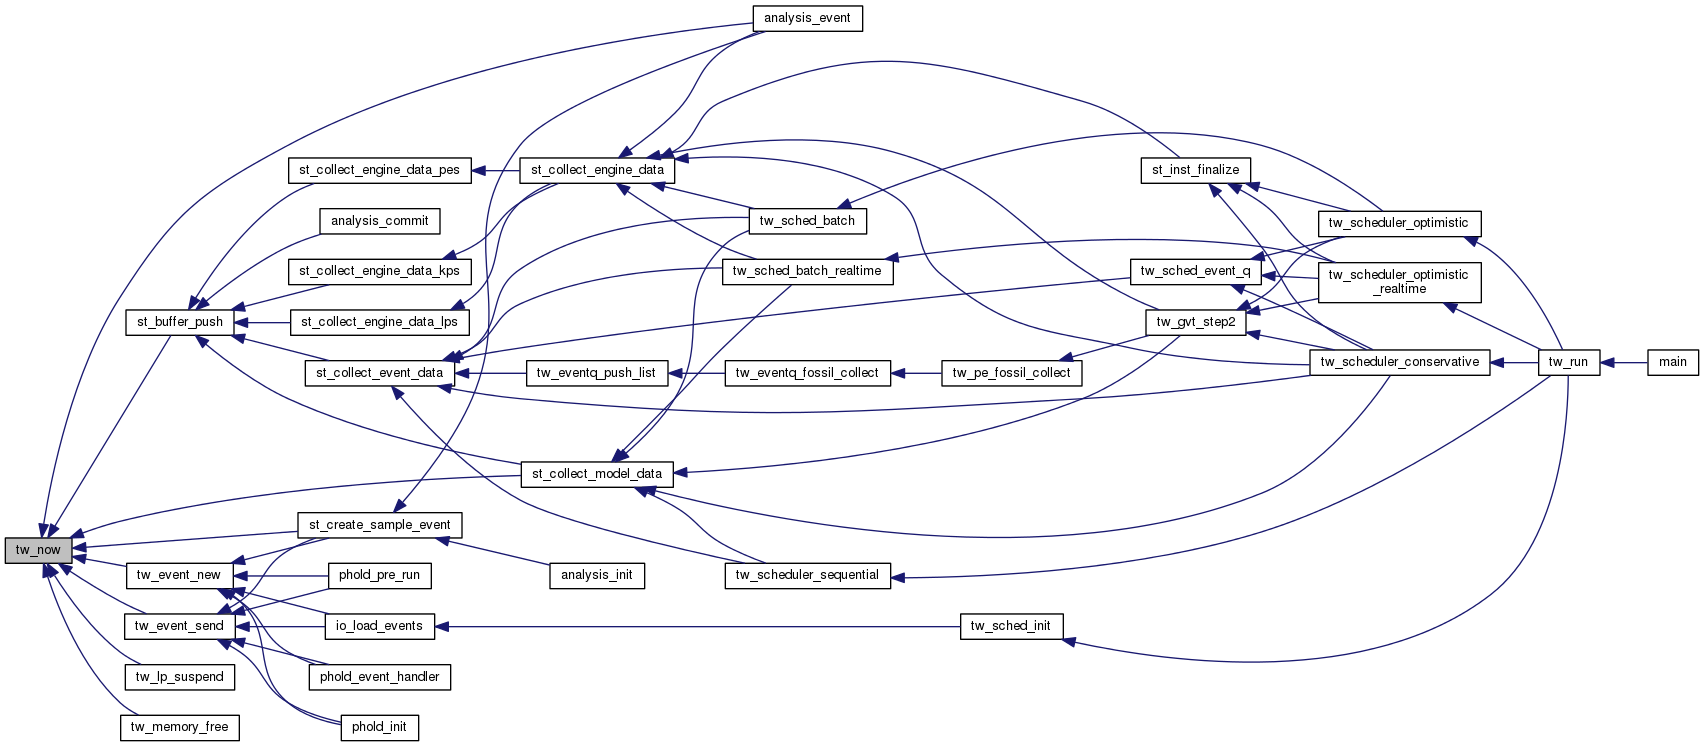 analysis_event
st_collect_engine_data_pes
st_collect_engine_data
st_inst_finalize
analysis_commit
tw_sched_batch
tw_scheduler_optimistic
st_collect_engine_data_kps
tw_sched_batch_realtime
tw_sched_event_q
tw_scheduler_optimistic
_realtime
st_buffer_push
st_collect_engine_data_lps
tw_gvt_step2
st_collect_event_data
tw_eventq_push_list
tw_eventq_fossil_collect
tw_pe_fossil_collect
tw_scheduler_conservative
tw_run
main
st_collect_model_data
st_create_sample_event
tw_now
tw_event_new
phold_pre_run
analysis_init
tw_scheduler_sequential
tw_event_send
io_load_events
tw_sched_init
tw_lp_suspend
phold_event_handler
tw_memory_free
phold_init